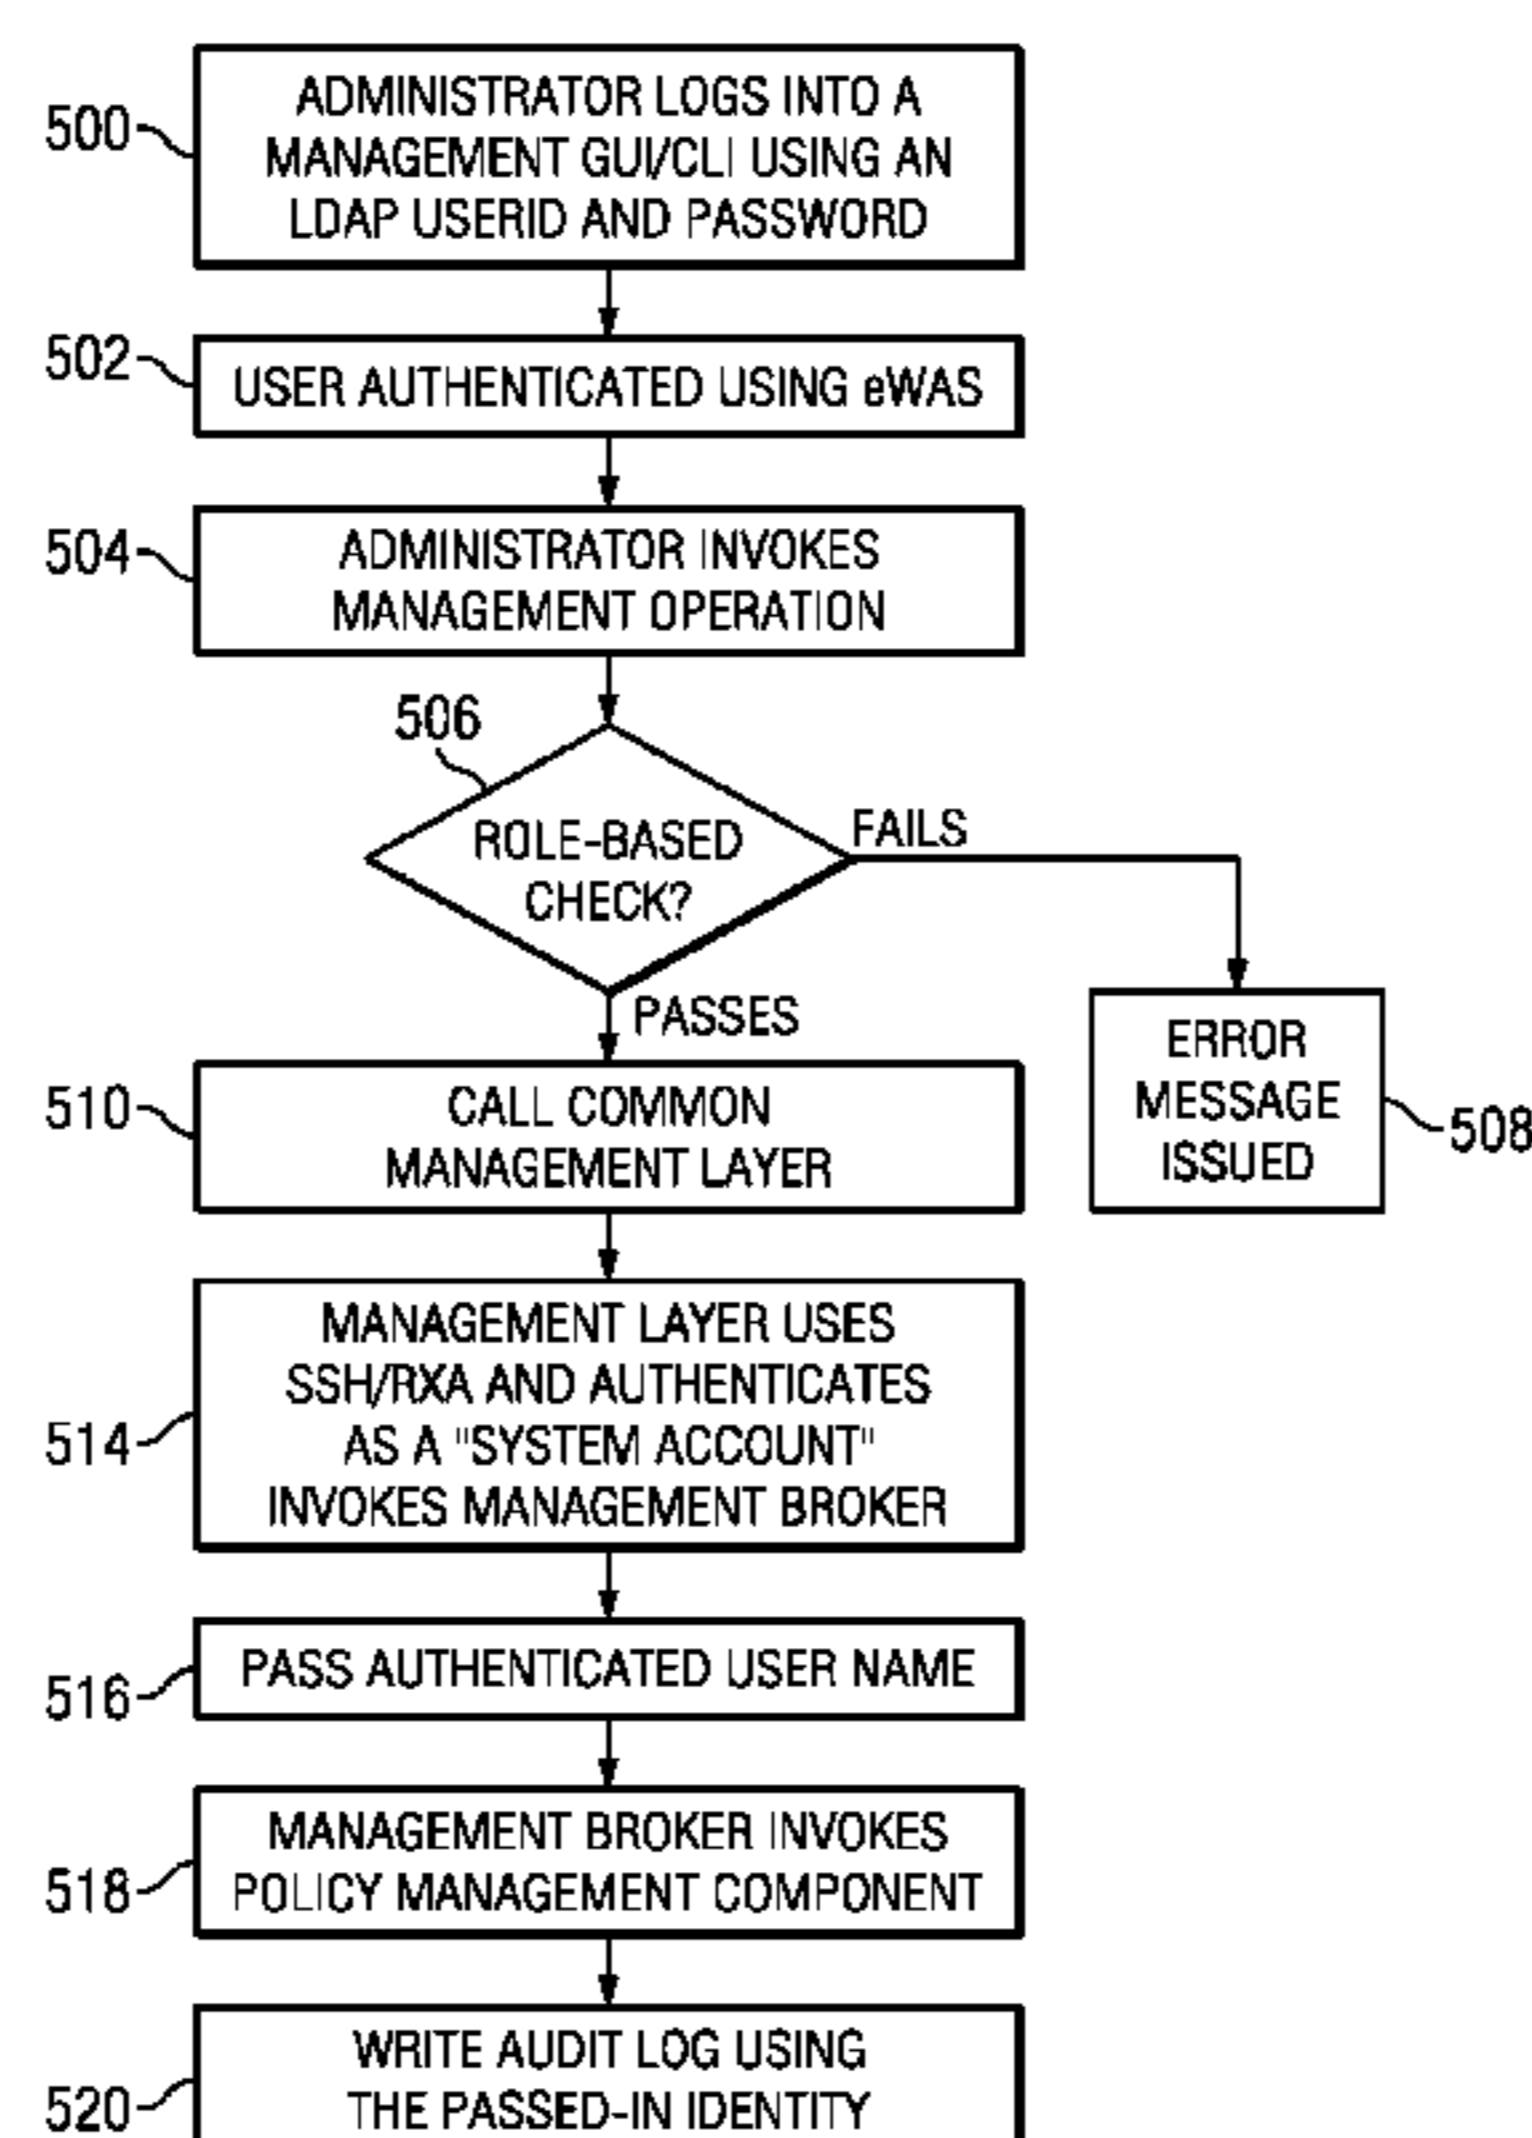 500
ADMINISTRATOR LOGS INTO A
MANAGEMENT GUI/CLI USING AN
LDAP USERID AND PASSWORD
502
USER AUTHENTICATED USING eWAS
504
ADMINISTRATOR INVOKES
MANAGEMENT OPERATION
506
ROLE-BASED
CHECK?
FAILS
PASSES
ERROR
MESSAGE
ISSUED
508
510
CALL COMMON
MANAGEMENT LAYER
514
MANAGEMENT LAYER USES
SSH/RXA AND AUTHENTICATES
AS A "SYSTEM ACCOUNT"
INVOKES MANAGEMENT BROKER
516
PASS AUTHENTICATED USER NAME
518
MANAGEMENT BROKER INVOKES
POLICY MANAGEMENT COMPONENT
520
WRITE AUDIT LOG USING
THE PASSED-IN IDENTITY